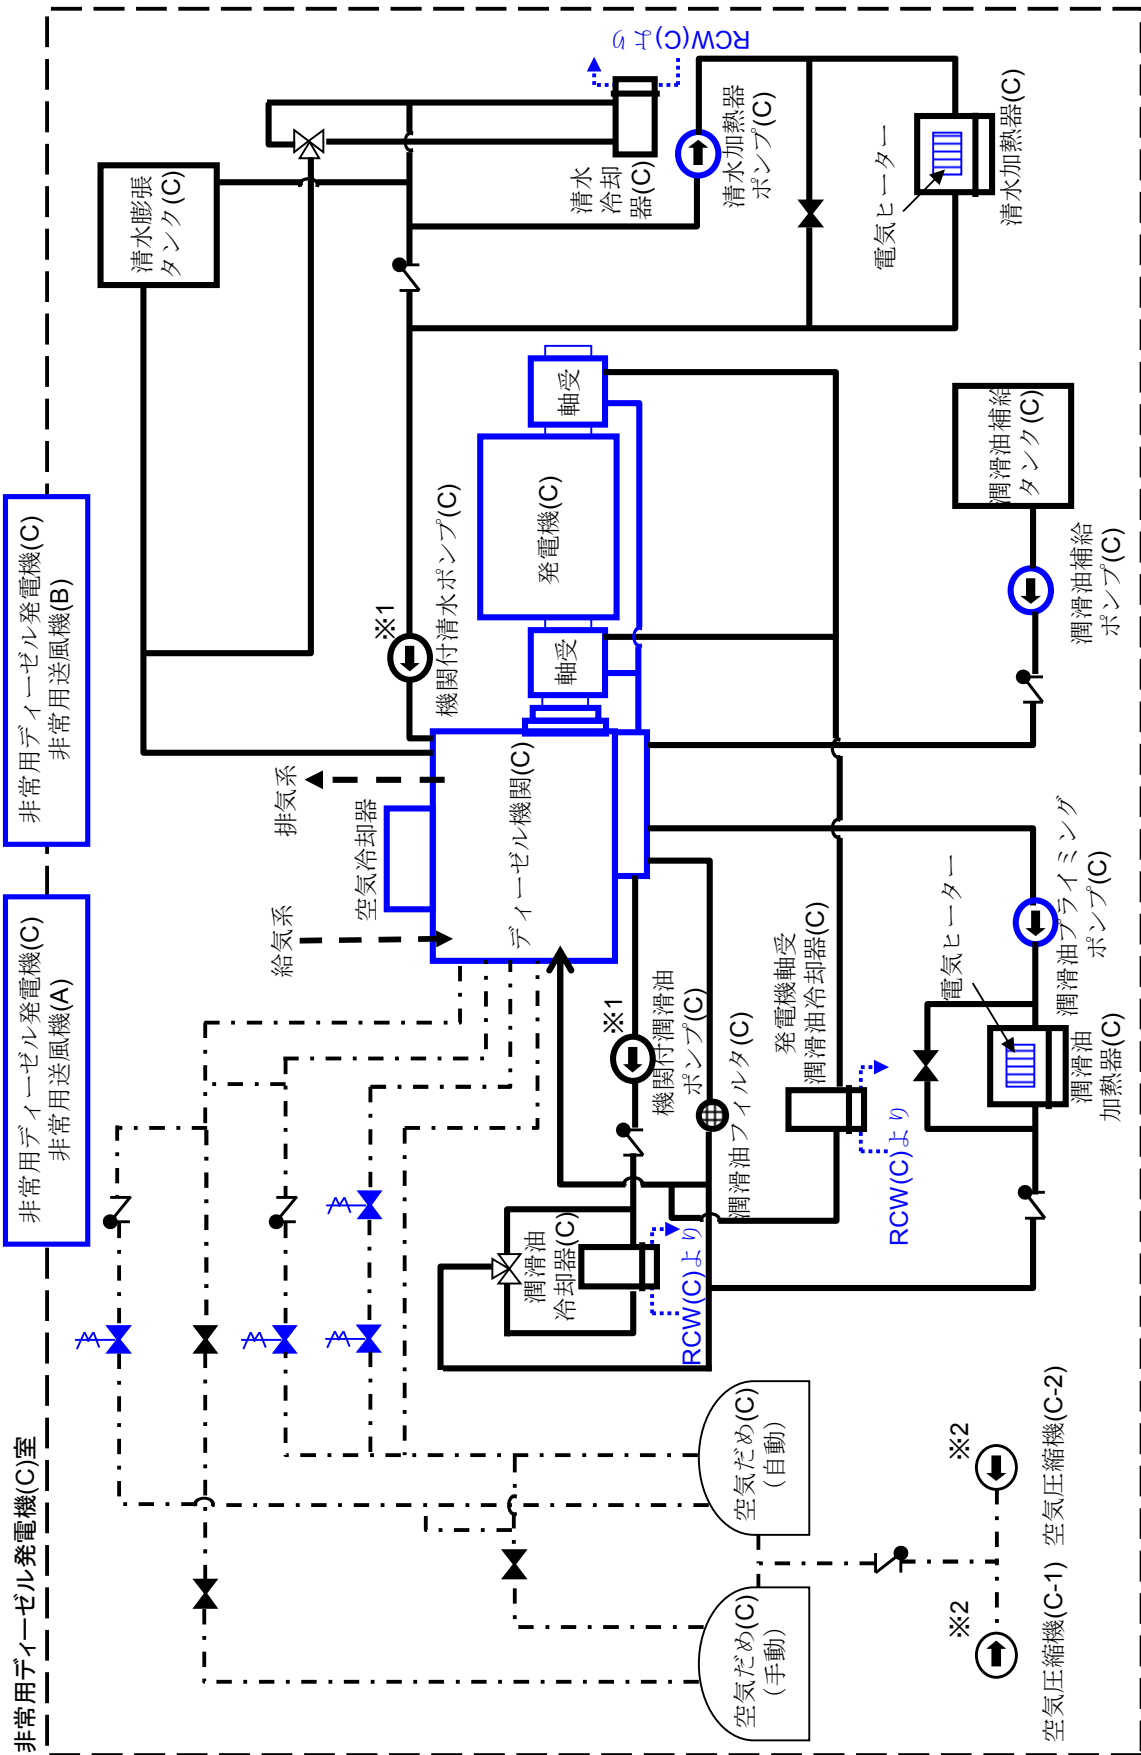 非常用ディーゼル発電機(C)室
非常用ディーゼル発電機(C)
非常用送風機(A)
非常用ディーゼル発電機(C)
非常用送風機(B)
清水膨張
タンク(C)
給気系
排気系
空気冷却器
ディーゼル機関(C)
※1
機関付清水ポンプ(C)
軸受
発電機(C)
軸受
清水
冷却
器(C)
RCW(C)より
清水加熱器
ポンプ(C)
電気ヒーター
清水加熱器(C)
※1
機関付潤滑油
ポンプ(C)
潤滑油フィルタ(C)
潤滑油
冷却器(C)
RCW(C)より
発電機軸受
潤滑油冷却器(C)
RCW(C)より
電気ヒーター
潤滑油プライミング
ポンプ(C)
潤滑油
加熱器(C)
潤滑油補給
タンク(C)
潤滑油補給
ポンプ(C)
空気だめ(C)
(手動)
空気だめ(C)
(自動)
※2
空気圧縮機(C-1)
※2
空気圧縮機(C-2)